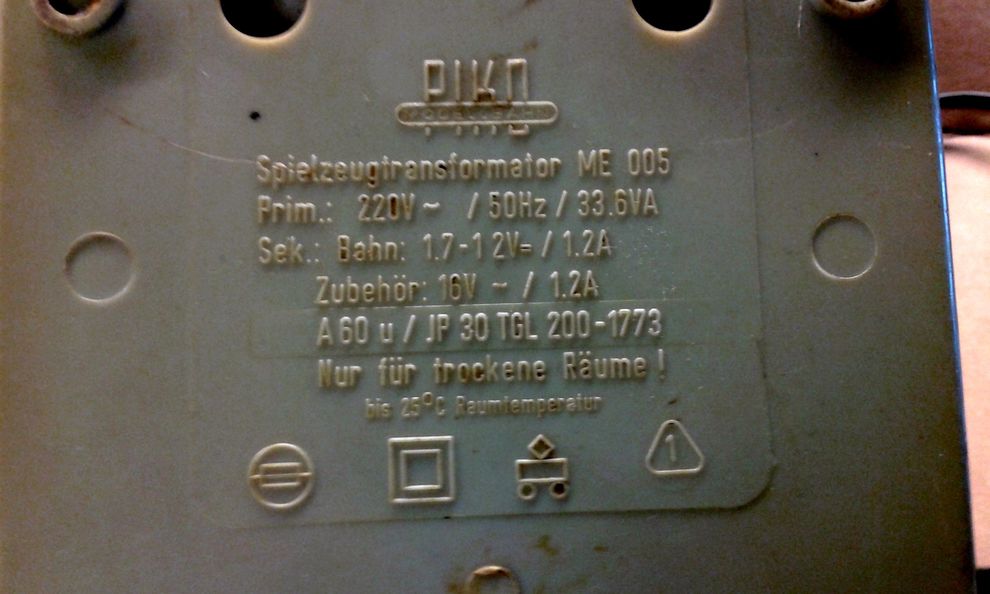 PIKO
MODELLBAHN
Spielzeugtransformator ME 005
Prim.: 220V ~ / 50Hz / 33.6VA
Sek.: Bahn: 1.7-12V= / 1.2A
Zubehör: 16V ~ / 1.2A
A 60 u / JP 30 TGL 200-1773
Nur für trockene Räume !
bis 25°C Raumtemperatur
1